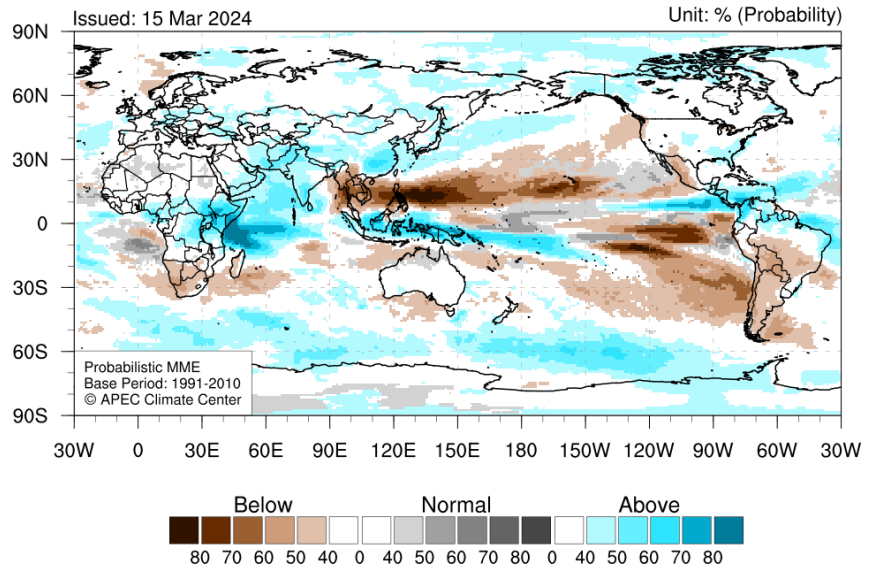 Issued: 15 Mar 2024
Unit: % (Probability)
90N
60N
30N
0
30S
60S
90S
Probabilistic MME
Base Period: 1991-2010
© APEC Climate Center
30W 0 30E 60E 90E 120E 150E 180 150W 120W 90W 60W 30W
Below Normal Above
80 70 60 50 40 0 40 50 60 70 80 0 40 50 60 70 80